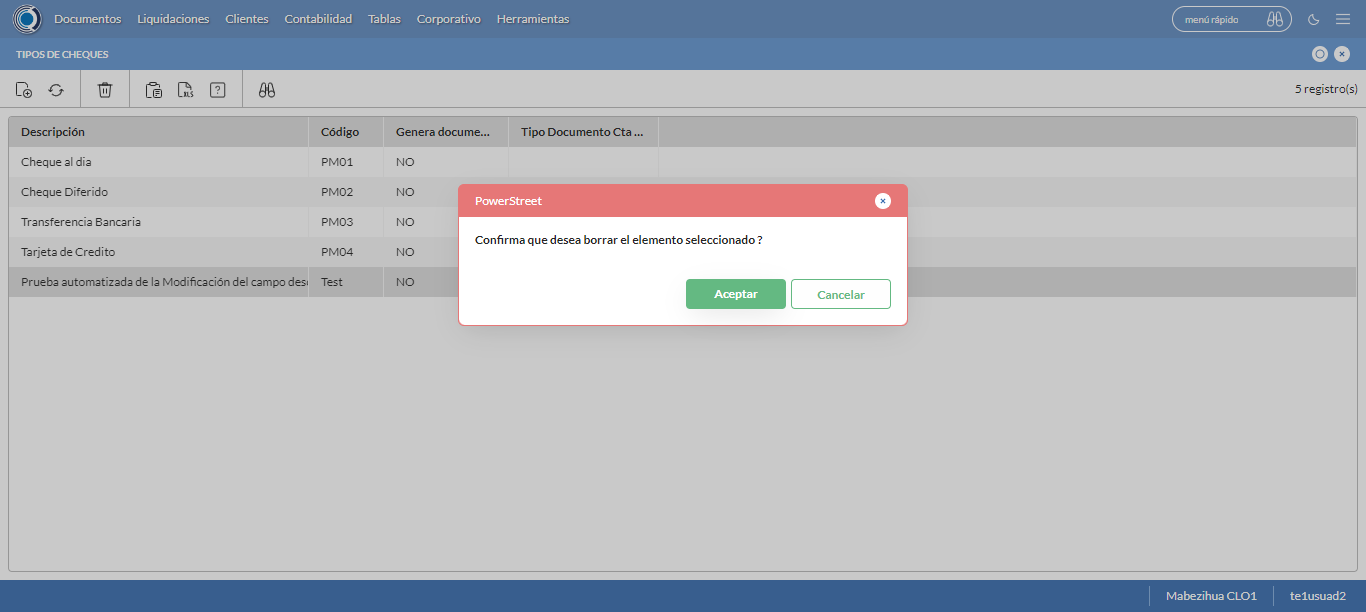 Documentos Liquidaciones Clientes Contabilidad Tablas Corporativo Herramientas menú rápido
TIPOS DE CHEQUES
XLS ? 5 registro(s)
Descripción Código Genera docume... Tipo Documento Cta ...
Cheque al dia PM01 NO
Cheque Diferido PM02 NO
Transferencia Bancaria PM03 NO
Tarjeta de Credito PM04 NO
Prueba automatizada de la Modificación del campo des Test NO
PowerStreet
Confirma que desea borrar el elemento seleccionado ?
Aceptar Cancelar
Mabezihua CLO1 te1usuad2